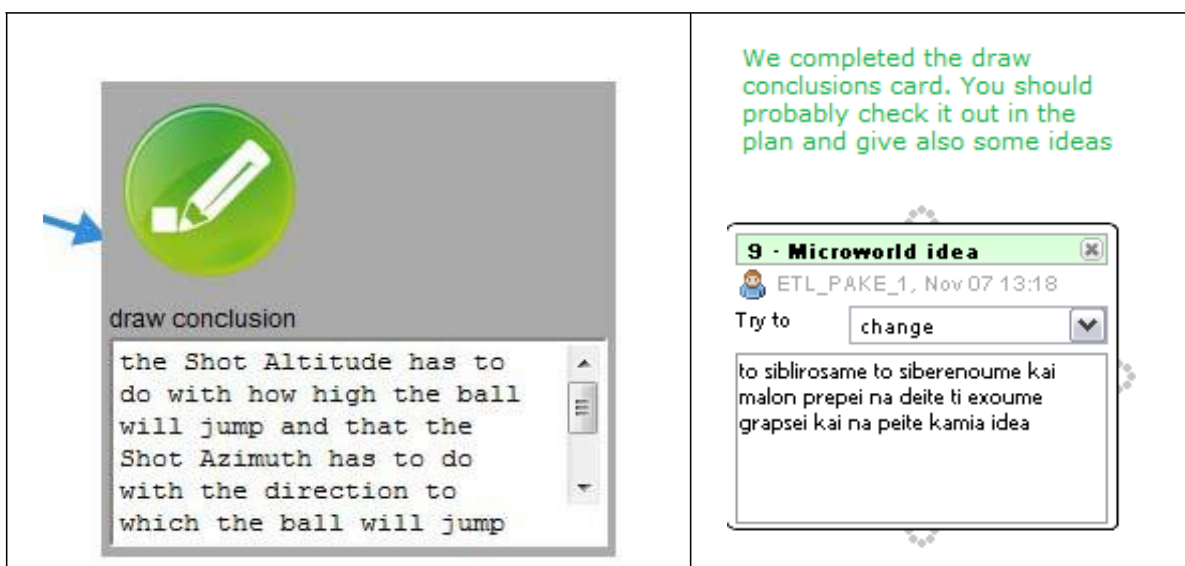 draw conclusion
the Shot Altitude has to
do with how high the ball
will jump and that the
Shot Azimuth has to do
with the direction to
which the ball will jump
We completed the draw
conclusions card. You should
probably check it out in the
plan and give also some ideas
9 - Microworld idea
ETL_PAKE_1, Nov 07 13:18
Try to change
to siblirosame to siberenoume kai
malon prepei na deite ti exoume
grapsei kai na peite kamia idea